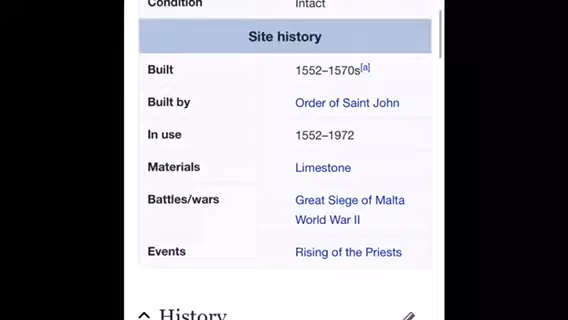 Condition Intact
Site history
Built 1552–1570s[a]
Built by Order of Saint John
In use 1552–1972
Materials Limestone
Battles/wars Great Siege of Malta
World War II
Events Rising of the Priests
History